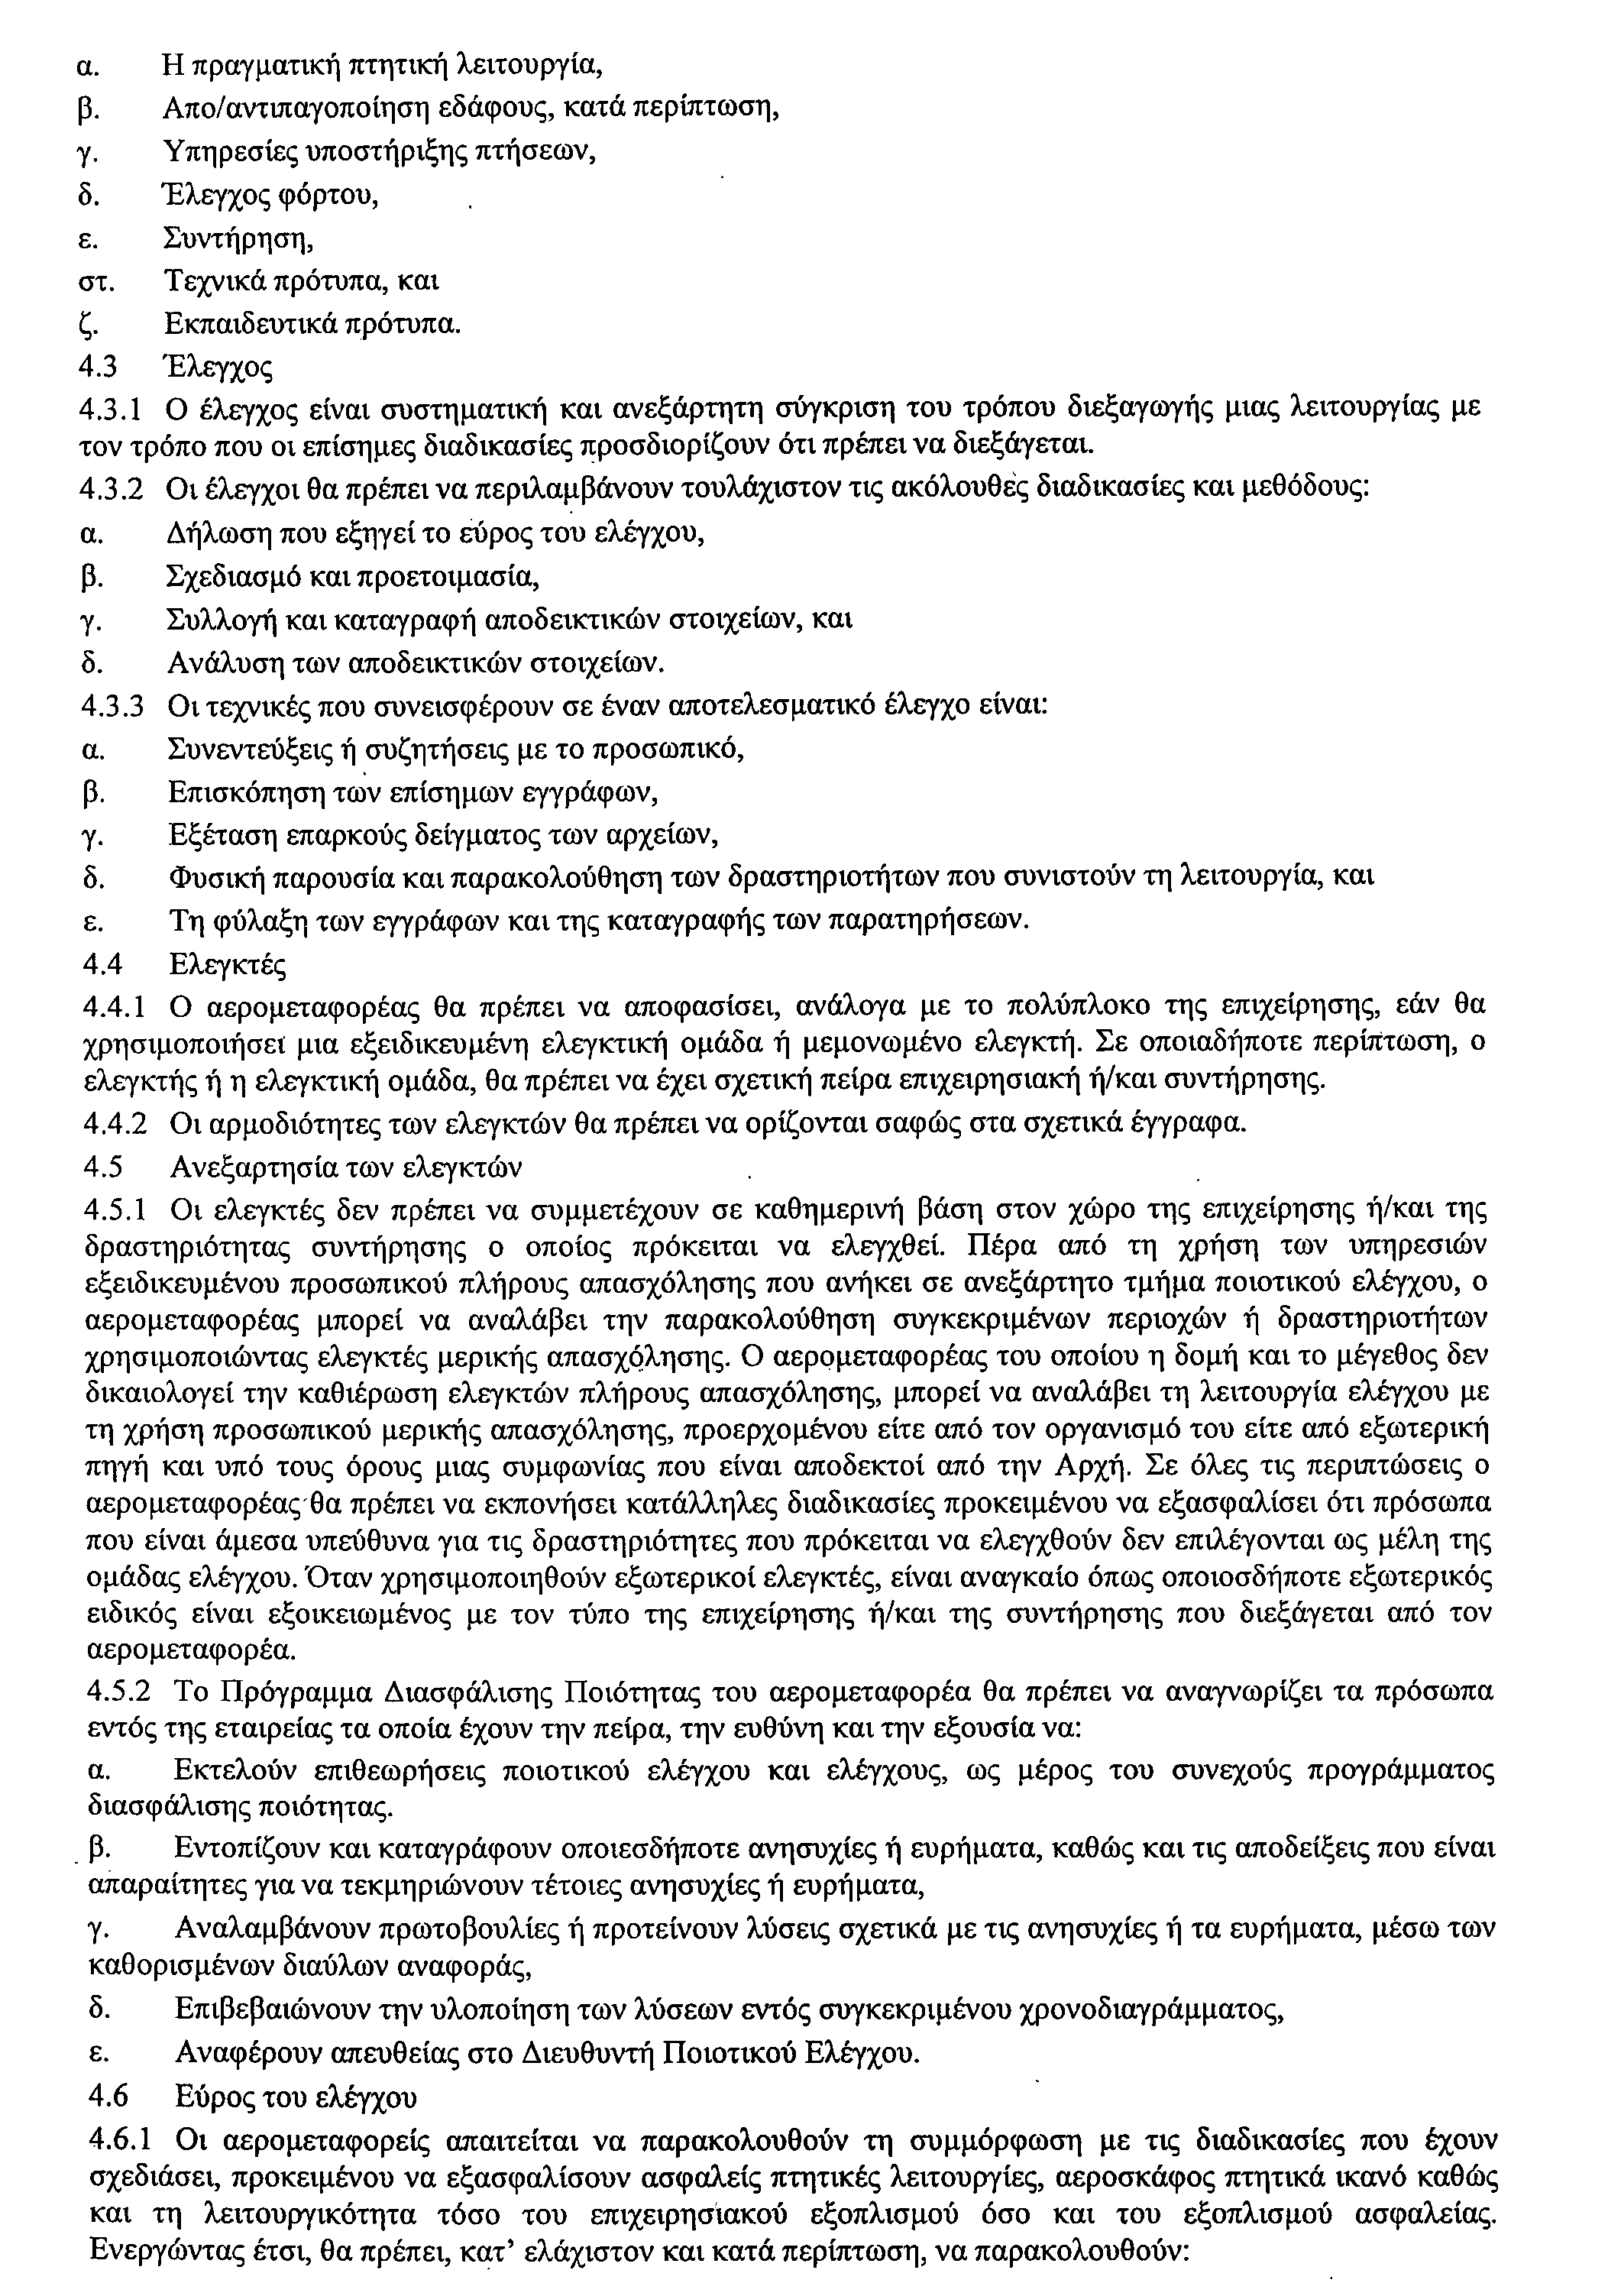 α. Η πραγματική πτητική λειτουργία,
β. Απο/αντιπαγοποίηση εδάφους, κατά περίπτωση,
γ. Υπηρεσίες υποστήριξης πτήσεων,
δ. Έλεγχος φόρτου,
ε. Συντήρηση,
στ. Τεχνικά πρότυπα, και
ζ. Εκπαιδευτικά πρότυπα.
4.3 Έλεγχος
4.3.1 Ο έλεγχος είναι συστηματική και ανεξάρτητη σύγκριση του τρόπου διεξαγωγής μιας λειτουργίας με
τον τρόπο που οι επίσημες διαδικασίες προσδιορίζουν ότι πρέπει να διεξάγεται.
4.3.2 Οι έλεγχοι θα πρέπει να περιλαμβάνουν τουλάχιστον τις ακόλουθες διαδικασίες και μεθόδους:
α. Δήλωση που εξηγεί το εύρος του ελέγχου,
β. Σχεδιασμό και προετοιμασία,
γ. Συλλογή και καταγραφή αποδεικτικών στοιχείων, και
δ. Ανάλυση των αποδεικτικών στοιχείων.
4.3.3 Οι τεχνικές που συνεισφέρουν σε έναν αποτελεσματικό έλεγχο είναι:
α. Συνεντεύξεις ή συζητήσεις με το προσωπικό,
β. Επισκόπηση των επίσημων εγγράφων,
γ. Εξέταση επαρκούς δείγματος των αρχείων,
δ. Φυσική παρουσία και παρακολούθηση των δραστηριοτήτων που συνιστούν τη λειτουργία, και
ε. Τη φύλαξη των εγγράφων και της καταγραφής των παρατηρήσεων.
4.4 Ελεγκτές
4.4.1 Ο αερομεταφορέας θα πρέπει να αποφασίσει, ανάλογα με το πολύπλοκο της επιχείρησης, εάν θα
χρησιμοποιήσει μια εξειδικευμένη ελεγκτική ομάδα ή μεμονωμένο ελεγκτή. Σε οποιαδήποτε περίπτωση, ο
ελεγκτής ή η ελεγκτική ομάδα, θα πρέπει να έχει σχετική πείρα επιχειρησιακή ή/και συντήρησης.
4.4.2 Οι αρμοδιότητες των ελεγκτών θα πρέπει να ορίζονται σαφώς στα σχετικά έγγραφα.
4.5 Ανεξαρτησία των ελεγκτών
4.5.1 Οι ελεγκτές δεν πρέπει να συμμετέχουν σε καθημερινή βάση στον χώρο της επιχείρησης ή/και της
δραστηριότητας συντήρησης ο οποίος πρόκειται να ελεγχθεί. Πέρα από τη χρήση των υπηρεσιών
εξειδικευμένου προσωπικού πλήρους απασχόλησης που ανήκει σε ανεξάρτητο τμήμα ποιοτικού ελέγχου, ο
αερομεταφορέας μπορεί να αναλάβει την παρακολούθηση συγκεκριμένων περιοχών ή δραστηριοτήτων
χρησιμοποιώντας ελεγκτές μερικής απασχόλησης. Ο αερομεταφορέας του οποίου η δομή και το μέγεθος δεν
δικαιολογεί την καθιέρωση ελεγκτών πλήρους απασχόλησης, μπορεί να αναλάβει τη λειτουργία ελέγχου με
τη χρήση προσωπικού μερικής απασχόλησης, προερχομένου είτε από τον οργανισμό του είτε από εξωτερική
πηγή και υπό τους όρους μιας συμφωνίας που είναι αποδεκτοί από την Αρχή. Σε όλες τις περιπτώσεις ο
αερομεταφορέας θα πρέπει να εκπονήσει κατάλληλες διαδικασίες προκειμένου να εξασφαλίσει ότι πρόσωπα
που είναι άμεσα υπεύθυνα για τις δραστηριότητες που πρόκειται να ελεγχθούν δεν επιλέγονται ως μέλη της
ομάδας ελέγχου. Όταν χρησιμοποιηθούν εξωτερικοί ελεγκτές, είναι αναγκαίο όπως οποιοσδήποτε εξωτερικός
ειδικός είναι εξοικειωμένος με τον τύπο της επιχείρησης ή/και της συντήρησης που διεξάγεται από τον
αερομεταφορέα.
4.5.2 Το Πρόγραμμα Διασφάλισης Ποιότητας του αερομεταφορέα θα πρέπει να αναγνωρίζει τα πρόσωπα
εντός της εταιρείας τα οποία έχουν την πείρα, την ευθύνη και την εξουσία να:
α. Εκτελούν επιθεωρήσεις ποιοτικού ελέγχου και ελέγχους, ως μέρος του συνεχούς προγράμματος
διασφάλισης ποιότητας.
β. Εντοπίζουν και καταγράφουν οποιεσδήποτε ανησυχίες ή ευρήματα, καθώς και τις αποδείξεις που είναι
απαραίτητες για να τεκμηριώνουν τέτοιες ανησυχίες ή ευρήματα,
γ. Αναλαμβάνουν πρωτοβουλίες ή προτείνουν λύσεις σχετικά με τις ανησυχίες ή τα ευρήματα, μέσω των
καθορισμένων διαύλων αναφοράς,
δ. Επιβεβαιώνουν την υλοποίηση των λύσεων εντός συγκεκριμένου χρονοδιαγράμματος,
ε. Αναφέρουν απευθείας στο Διευθυντή Ποιοτικού Ελέγχου.
4.6 Εύρος του ελέγχου
4.6.1 Οι αερομεταφορείς απαιτείται να παρακολουθούν τη συμμόρφωση με τις διαδικασίες που έχουν
σχεδιάσει, προκειμένου να εξασφαλίσουν ασφαλείς πτητικές λειτουργίες, αεροσκάφος πτητικά ικανό καθώς
και τη λειτουργικότητα τόσο του επιχειρησιακού εξοπλισμού όσο και του εξοπλισμού ασφαλείας.
Ενεργώντας έτσι, θα πρέπει, κατ’ ελάχιστον και κατά περίπτωση, να παρακολουθούν: